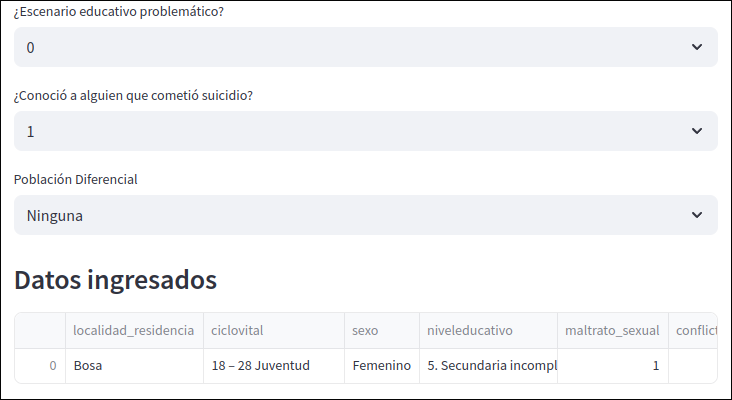 ¿Escenario educativo problemático?
0
¿Conoció a alguien que cometió suicidio?
1
Población Diferencial
Ninguna
Datos ingresados
localidad_residencia ciclovital sexo niveleducativo maltrato_sexual conflict
0 Bosa 18 – 28 Juventud Femenino 5. Secundaria incompl 1